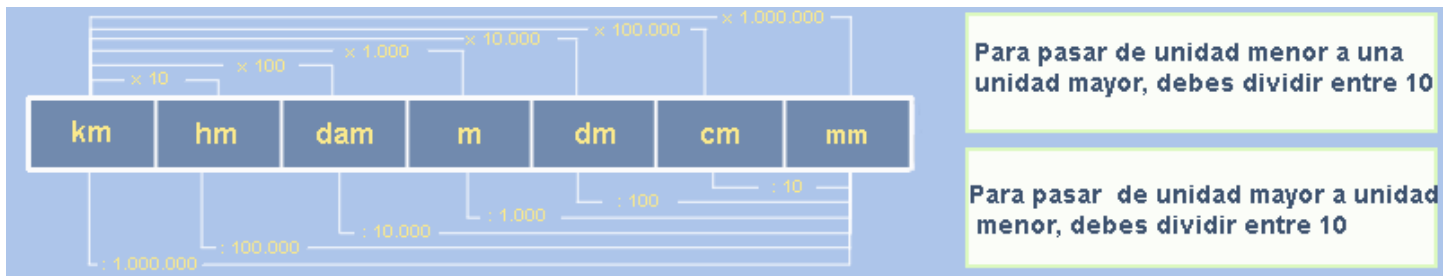 × 1.000.000
× 100.000
× 10.000
× 1.000
× 100
× 10
km hm dam m dm cm mm
: 10
: 100
: 1.000
: 10.000
: 100.000
: 1.000.000
Para pasar de unidad menor a una
unidad mayor, debes dividir entre 10
Para pasar de unidad mayor a unidad
menor, debes dividir entre 10